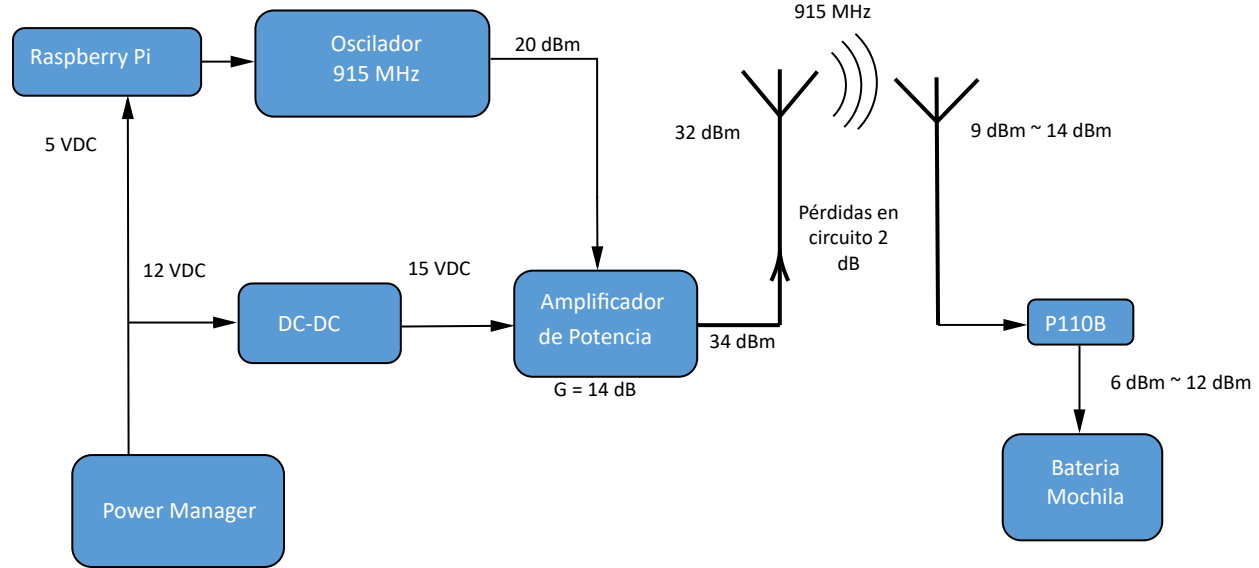 915 MHz
Raspberry Pi
Oscilador
915 MHz
20 dBm
32 dBm
9 dBm ~ 14 dBm
5 VDC
Pérdidas en
circuito 2
dB
12 VDC
15 VDC
DC-DC
Amplificador
de Potencia
34 dBm
G = 14 dB
P110B
6 dBm ~ 12 dBm
Power Manager
Bateria
Mochila